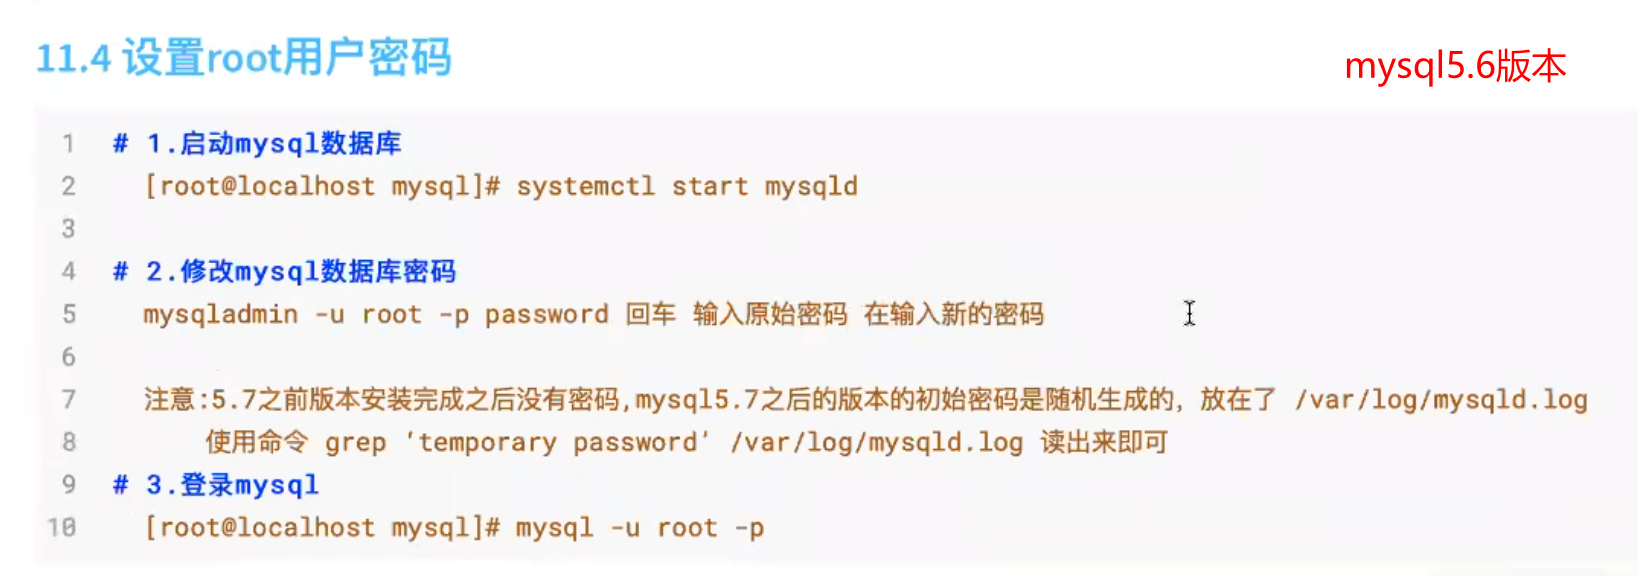 11.4 设置root用户密码
mysql5.6版本
1 # 1.启动mysql数据库
2 [root@localhost mysql]# systemctl start mysqld
3
4 # 2.修改mysql数据库密码
5 mysqladmin -u root -p password 回车 输入原始密码 在输入新的密码
6
7 注意:5.7之前版本安装完成之后没有密码,mysql5.7之后的版本的初始密码是随机生成的，放在了 /var/log/mysqld.log
8 使用命令 grep ‘temporary password’ /var/log/mysqld.log 读出来即可
9 # 3.登录mysql
10 [root@localhost mysql]# mysql -u root -p